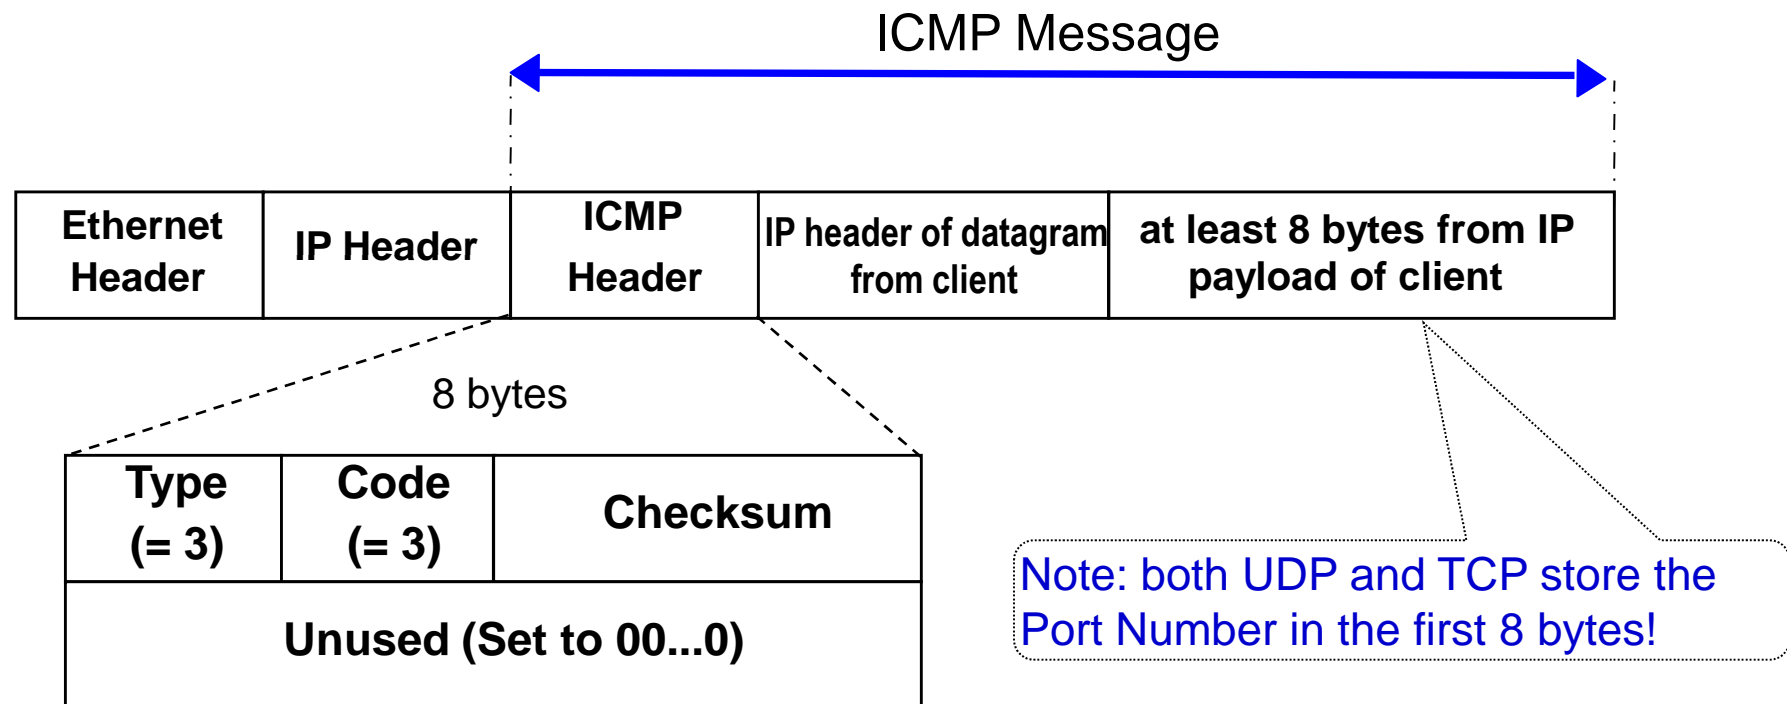 ICMP Message
Ethernet
Header
IP Header
ICMP
Header
IP header of datagram
from client
at least 8 bytes from IP
payload of client
8 bytes
Type
(= 3)
Code
(= 3)
Checksum
Unused (Set to 00...0)
Note: both UDP and TCP store the
Port Number in the first 8 bytes!